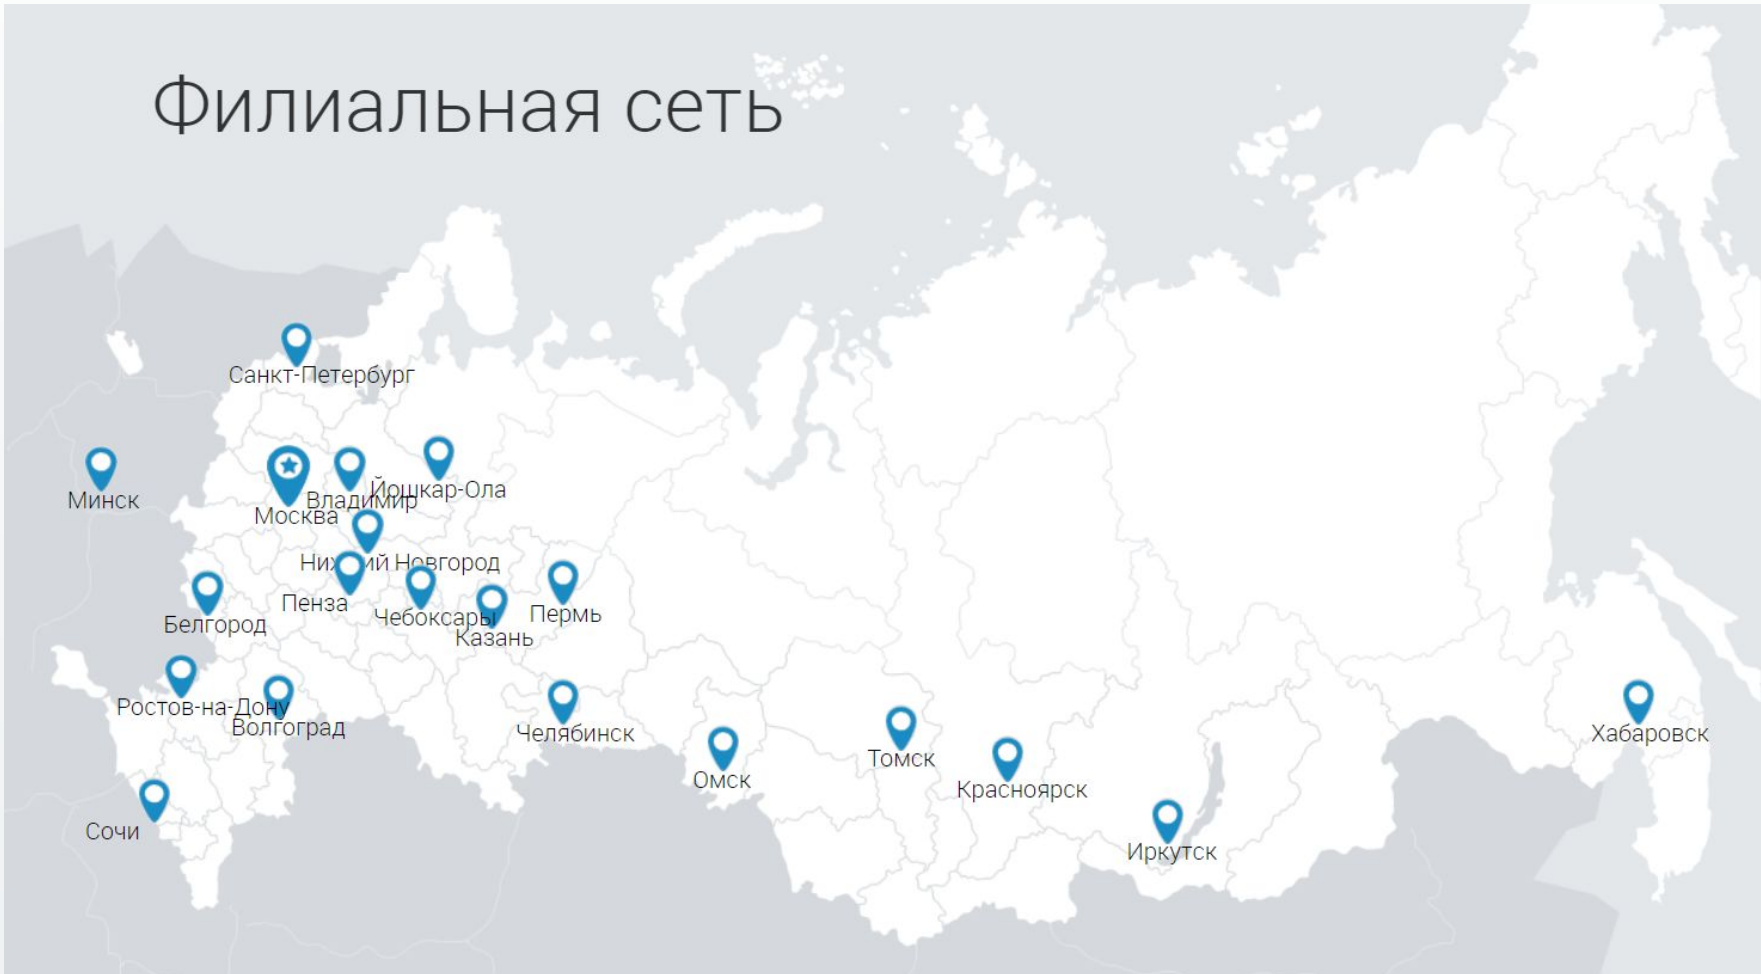 Филиальная сеть
Санкт-Петербург
Минск
Москва
Владимир
Йошкар-Ола
Нижний Новгород
Пенза
Чебоксары
Казань
Пермь
Белгород
Ростов-на-Дону
Волгоград
Челябинск
Омск
Томск
Красноярск
Иркутск
Хабаровск
Сочи